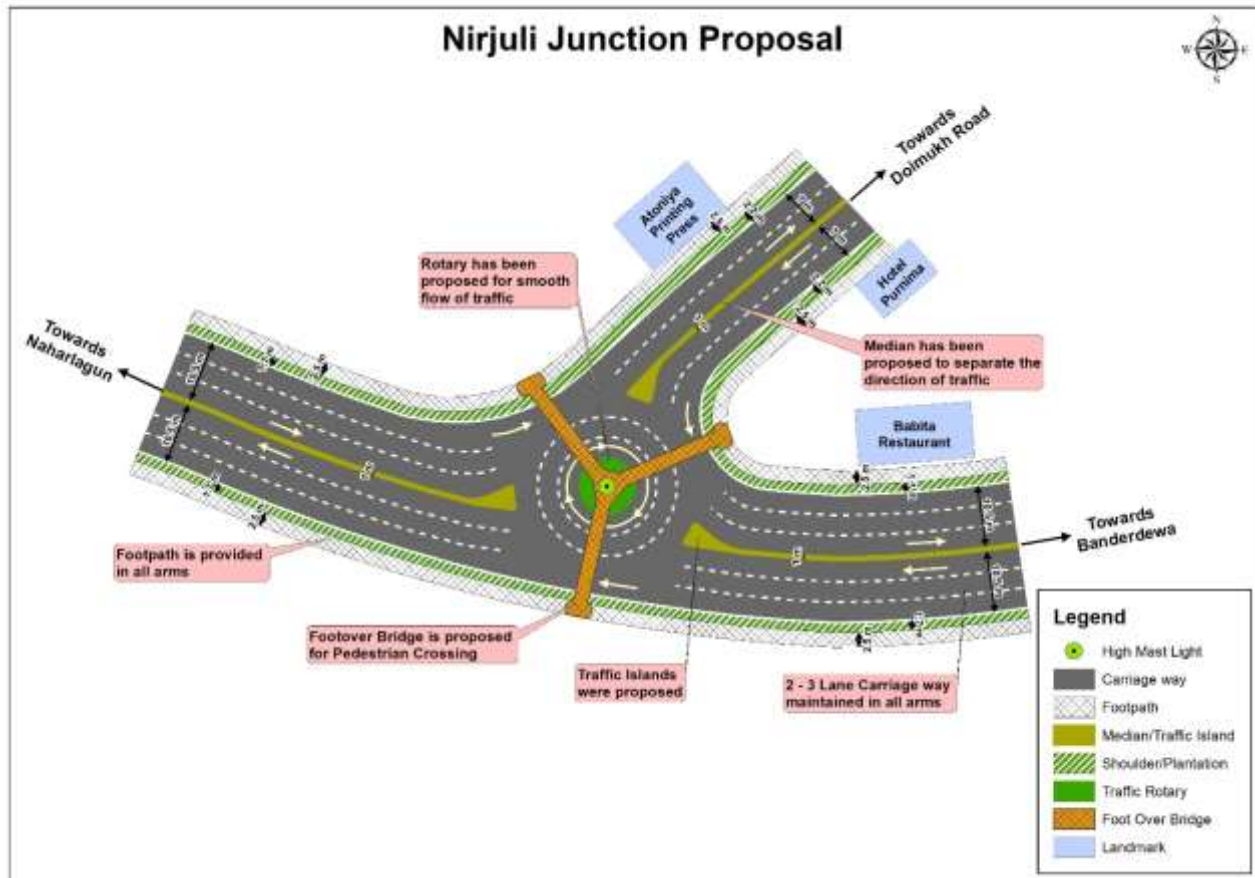 Nirjuli Junction Proposal
N
W
E
S
Towards
Doimukh Road
Atoniya
Printing
Press
Hotel
Purnima
Rotary has been
proposed for smooth
flow of traffic
Towards
Naharlagun
Median has been
proposed to separate the
direction of traffic
Babita
Restaurant
Towards
Banderdewa
Footpath is provided
in all arms
Footover Bridge is proposed
for Pedestrian Crossing
Traffic Islands
were proposed
2 - 3 Lane Carriage way
maintained in all arms
2.5 m
2.5 m
Legend
High Mast Light
Carriage way
Footpath
Median/Traffic Island
Shoulder/Plantation
Traffic Rotary
Foot Over Bridge
Landmark